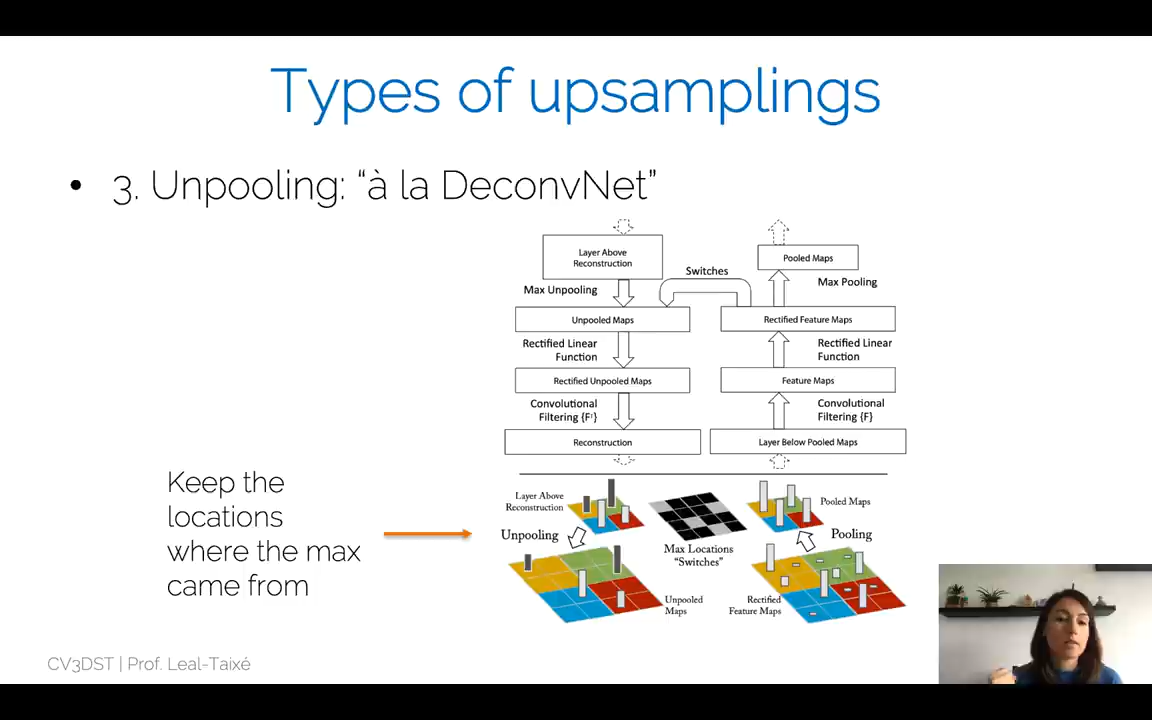 Types of upsamplings
• 3. Unpooling: “à la DeconvNet”
Layer Above
Reconstruction
Pooled Maps
Switches
Max Unpooling
Max Pooling
Unpooled Maps
Rectified Feature Maps
Rectified Linear
Function
Rectified Linear
Function
Rectified Unpooled Maps
Feature Maps
Convolutional
Filtering {Fᵀ}
Convolutional
Filtering {F}
Reconstruction
Layer Below Pooled Maps
Keep the
locations
where the max
came from
Layer Above
Reconstruction
Pooled Maps
Unpooling
Max Locations
“Switches”
Pooling
Unpooled
Maps
Rectified
Feature Maps
CV3DST | Prof. Leal-Taixé